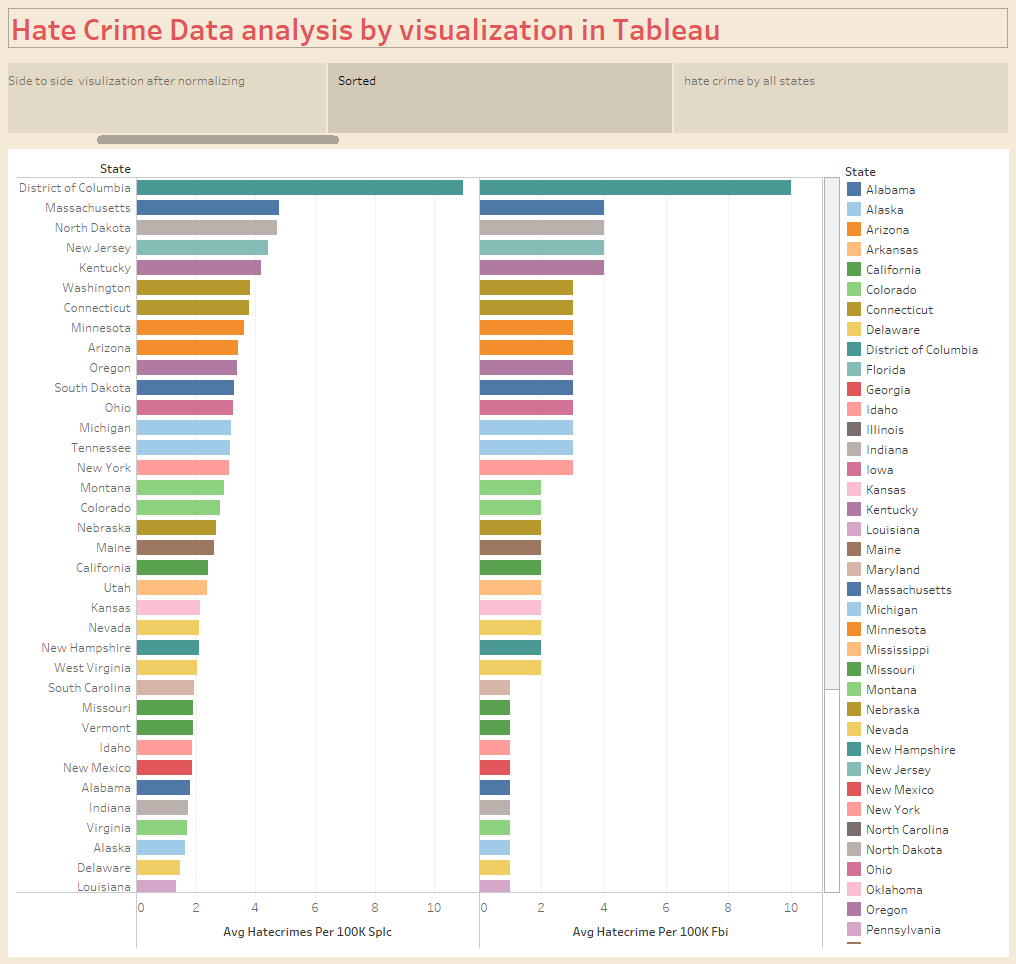 Hate Crime Data analysis by visualization in Tableau
Side to side visulization after normalizing
Sorted
hate crime by all states
State
District of Columbia
Massachusetts
North Dakota
New Jersey
Kentucky
Washington
Connecticut
Minnesota
Arizona
Oregon
South Dakota
Ohio
Michigan
Tennessee
New York
Montana
Colorado
Nebraska
Maine
California
Utah
Kansas
Nevada
New Hampshire
West Virginia
South Carolina
Missouri
Vermont
Idaho
New Mexico
Alabama
Indiana
Virginia
Alaska
Delaware
Louisiana
0 2 4 6 8 10
Avg Hatecrimes Per 100K Splc
0 2 4 6 8 10
Avg Hatecrime Per 100K Fbi
State
Alabama
Alaska
Arizona
Arkansas
California
Colorado
Connecticut
Delaware
District of Columbia
Florida
Georgia
Idaho
Illinois
Indiana
Iowa
Kansas
Kentucky
Louisiana
Maine
Maryland
Massachusetts
Michigan
Minnesota
Mississippi
Missouri
Montana
Nebraska
Nevada
New Hampshire
New Jersey
New Mexico
New York
North Carolina
North Dakota
Ohio
Oklahoma
Oregon
Pennsylvania